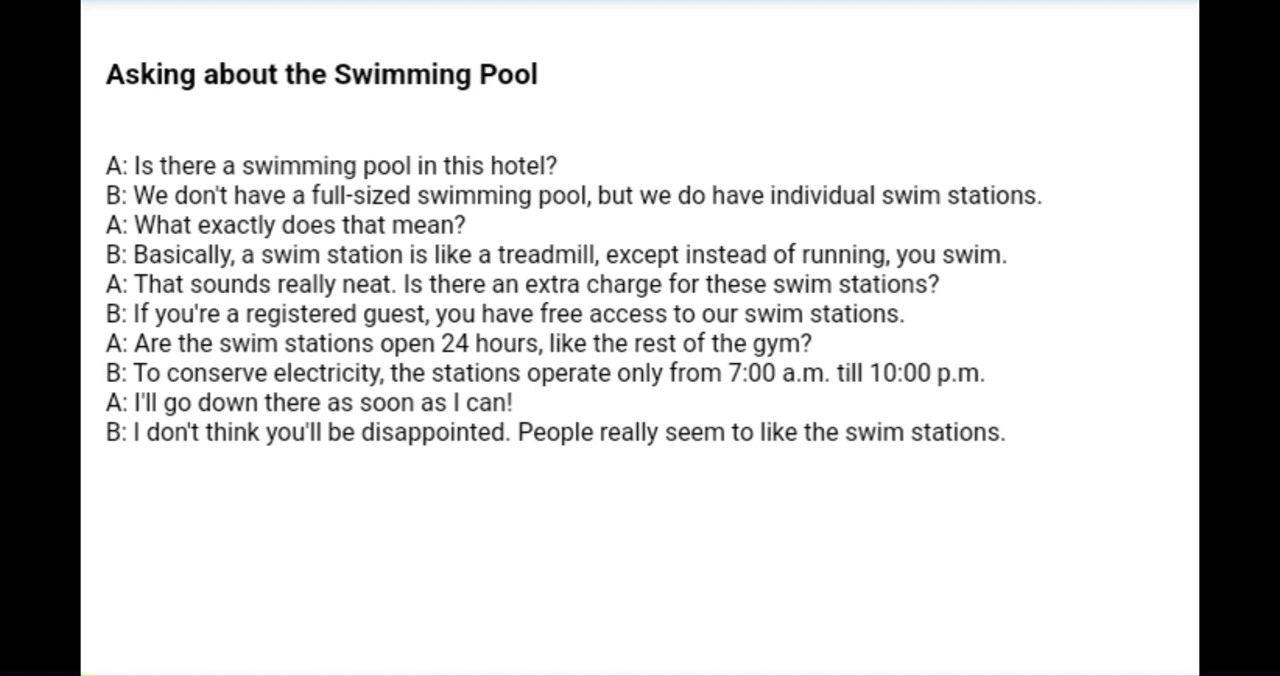 Asking about the Swimming Pool
A: Is there a swimming pool in this hotel?
B: We don't have a full-sized swimming pool, but we do have individual swim stations.
A: What exactly does that mean?
B: Basically, a swim station is like a treadmill, except instead of running, you swim.
A: That sounds really neat. Is there an extra charge for these swim stations?
B: If you're a registered guest, you have free access to our swim stations.
A: Are the swim stations open 24 hours, like the rest of the gym?
B: To conserve electricity, the stations operate only from 7:00 a.m. till 10:00 p.m.
A: I'll go down there as soon as I can!
B: I don't think you'll be disappointed. People really seem to like the swim stations.